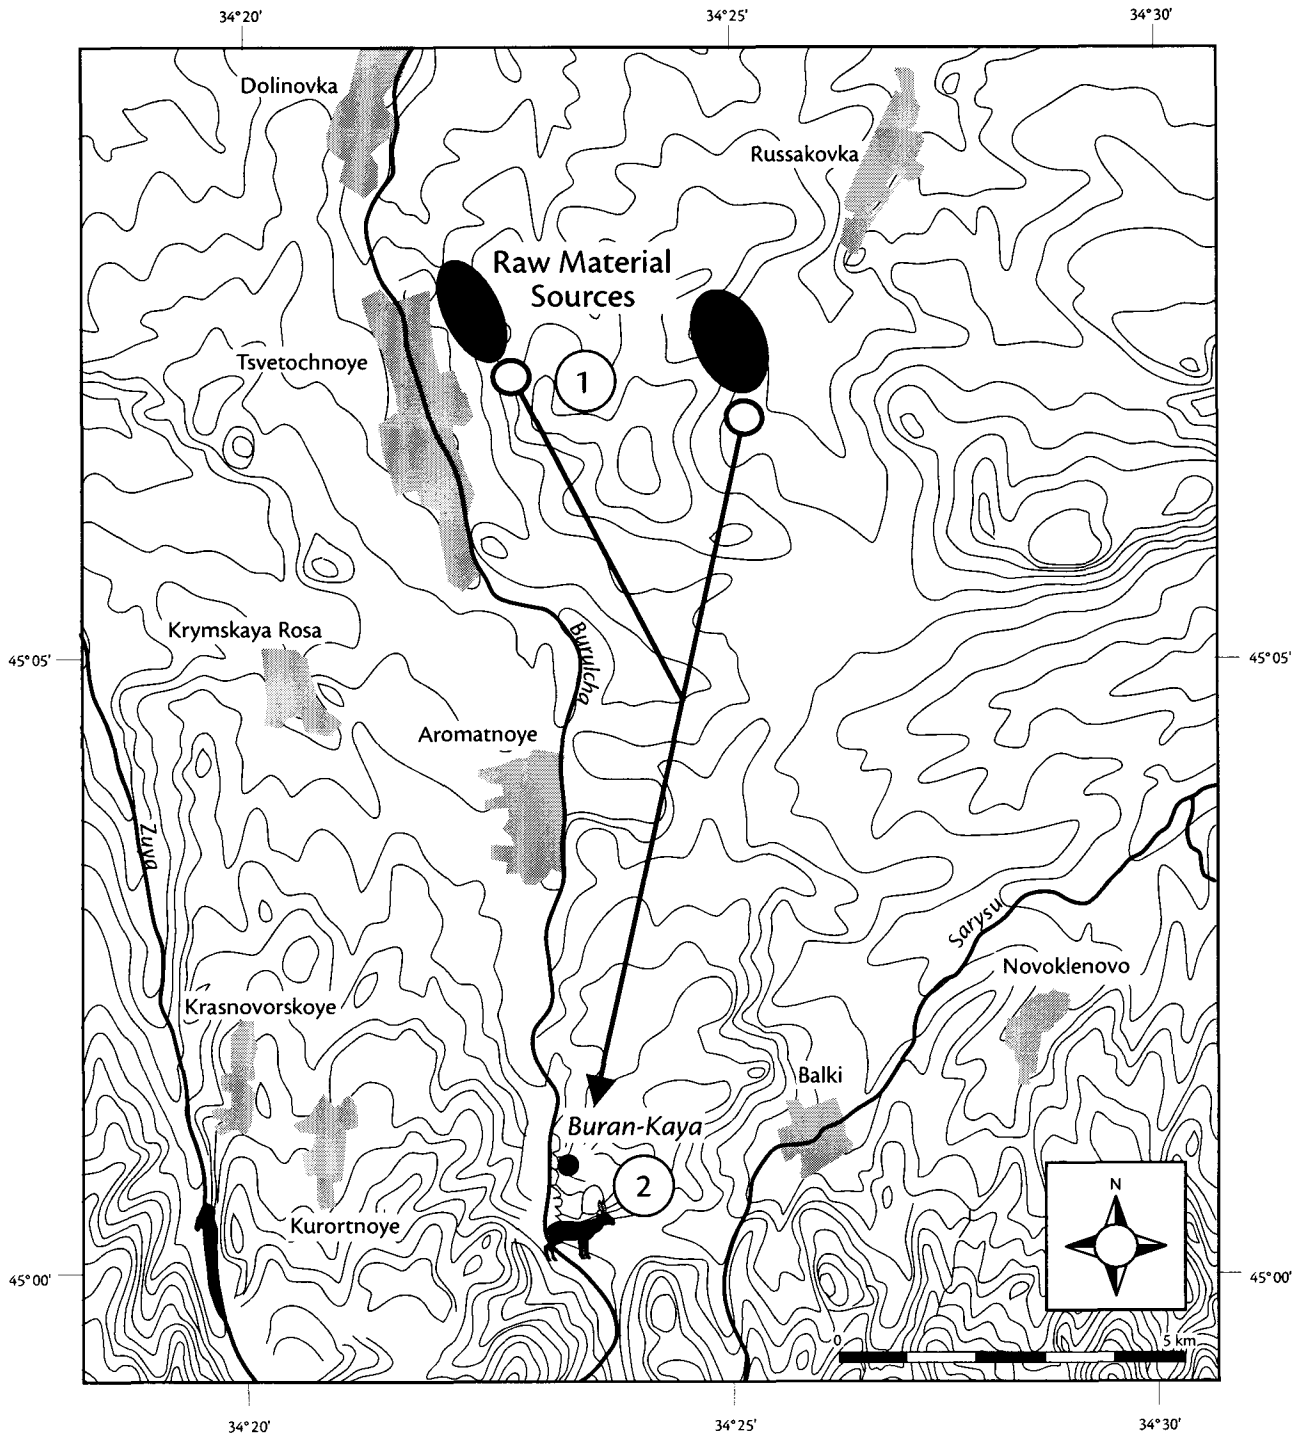 34°20'
34°25'
34°30'
Dolinovka
Russakovka
Raw Material
Sources
Tsvetochnoye
1
Krymskaya Rosa
Burulcha
45°05'
45°05'
Aromatnoye
Zuya
Sarysu
Novoklenovo
Krasnovorskoye
Balki
Buran-Kaya
2
N
Kurortnoye
45°00'
45°00'
0
5 km
34°20'
34°25'
34°30'